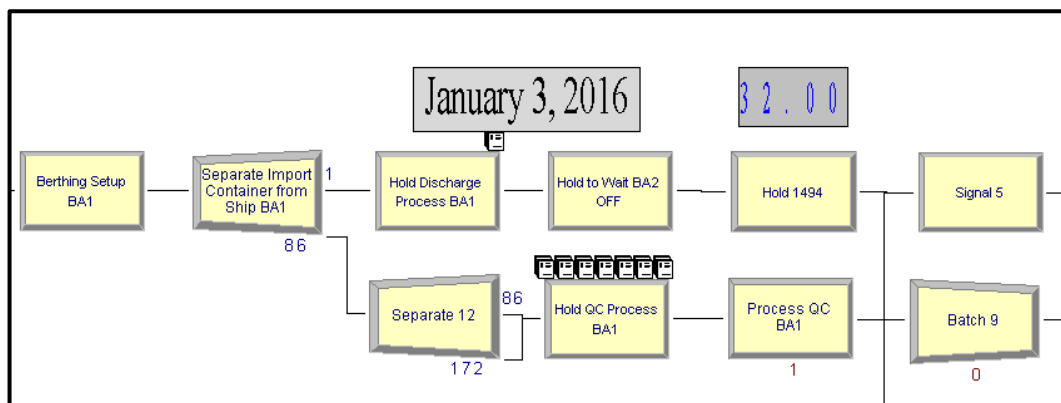 January 3, 2016
32.00
Berthing Setup
BA1
Separate Import
Container from
Ship BA1
1
86
Hold Discharge
Process BA1
Hold to Wait BA2
OFF
Hold 1494
Signal 5
Separate 12
86
172
Hold QC Process
BA1
Process QC
BA1
1
Batch 9
0